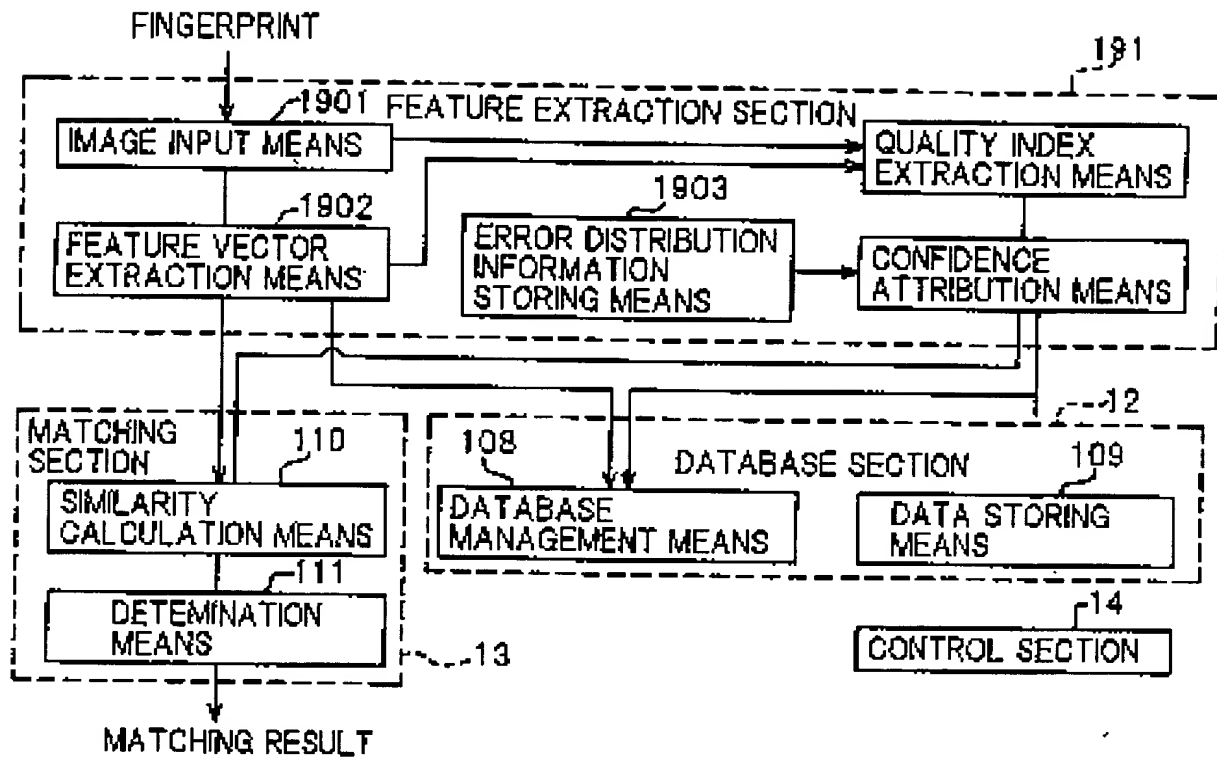 FINGERPRINT
191
1901
FEATURE EXTRACTION SECTION
IMAGE INPUT MEANS
QUALITY INDEX
EXTRACTION MEANS
1902
1903
FEATURE VECTOR
EXTRACTION MEANS
ERROR DISTRIBUTION
INFORMATION
STORING MEANS
CONFIDENCE
ATTRIBUTION MEANS
12
MATCHING
SECTION
110
108
DATABASE SECTION
109
SIMILARITY
CALCULATION MEANS
DATABASE
MANAGEMENT MEANS
DATA STORING
MEANS
111
DETEMINATION
MEANS
13
14
CONTROL SECTION
MATCHING RESULT